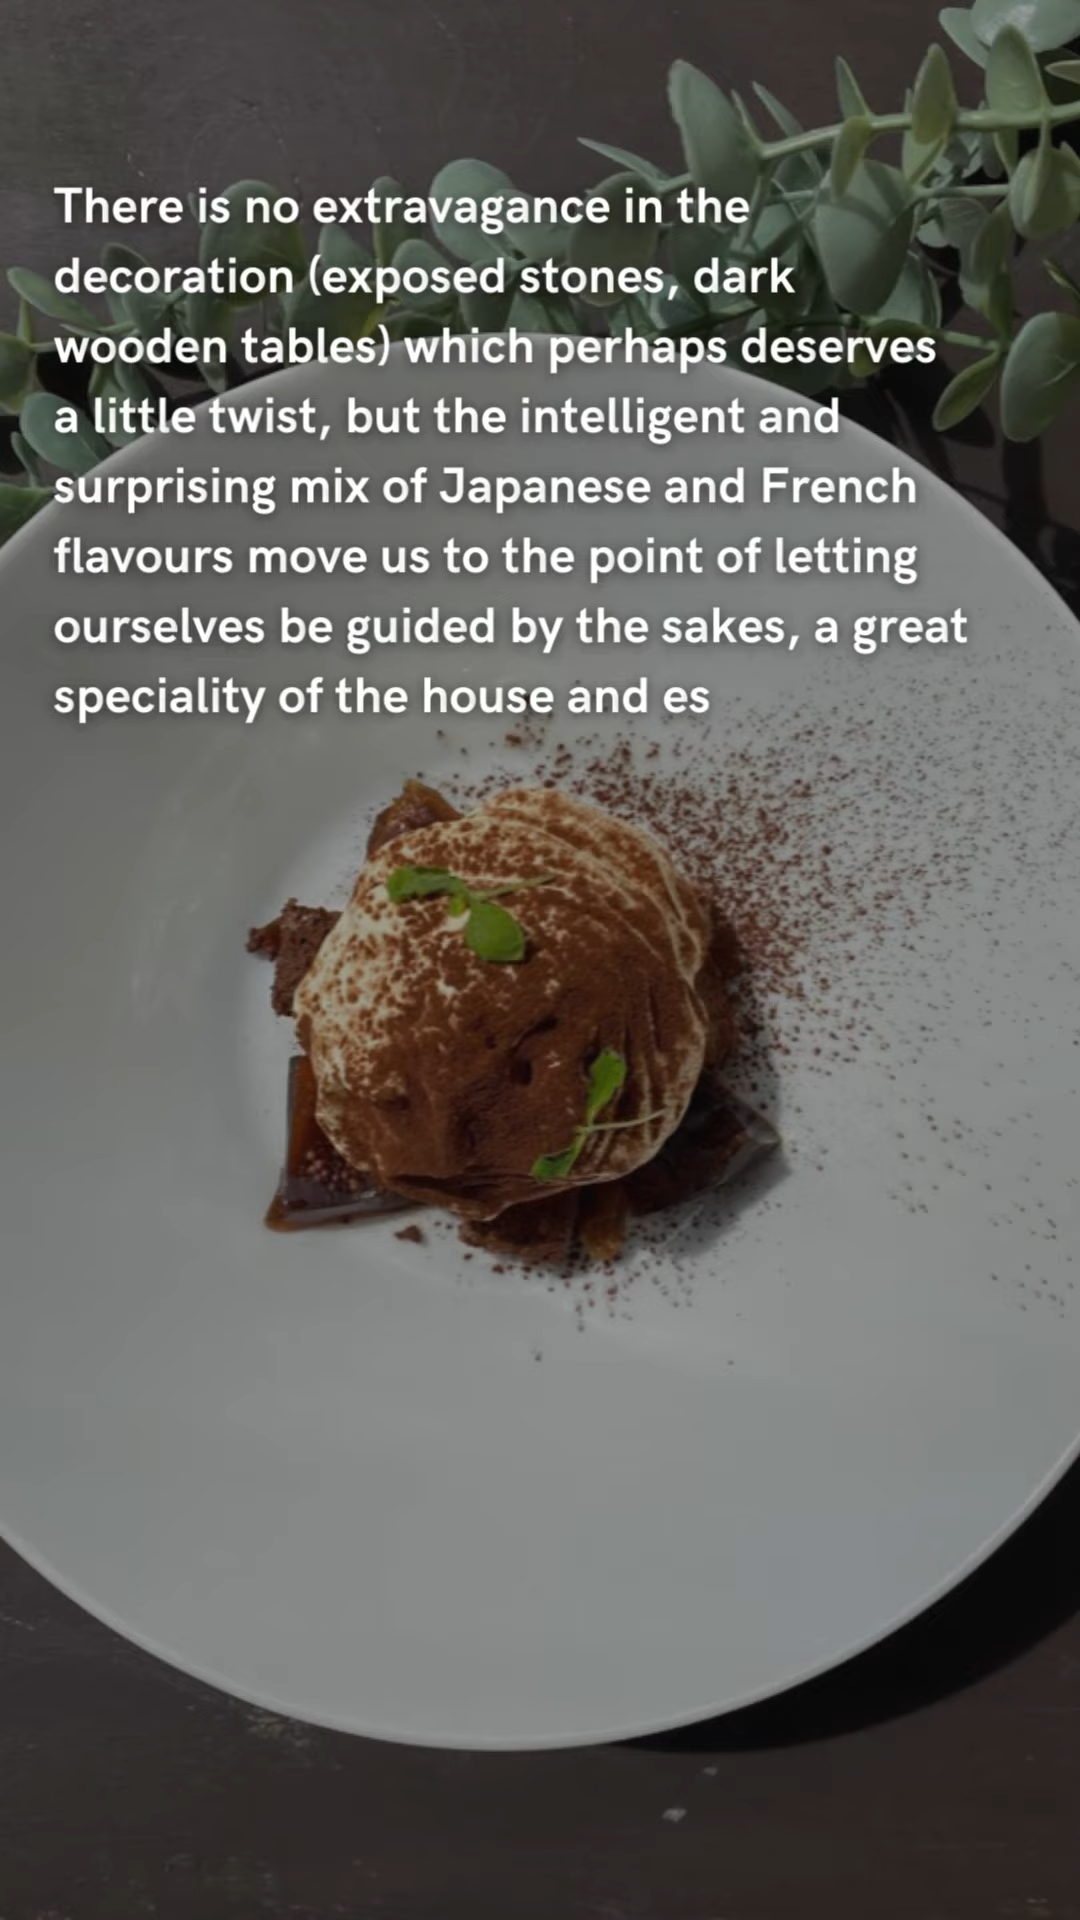 There is no extravagance in the
decoration (exposed stones, dark
wooden tables) which perhaps deserves
a little twist, but the intelligent and
surprising mix of Japanese and French
flavours move us to the point of letting
ourselves be guided by the sakes, a great
speciality of the house and es